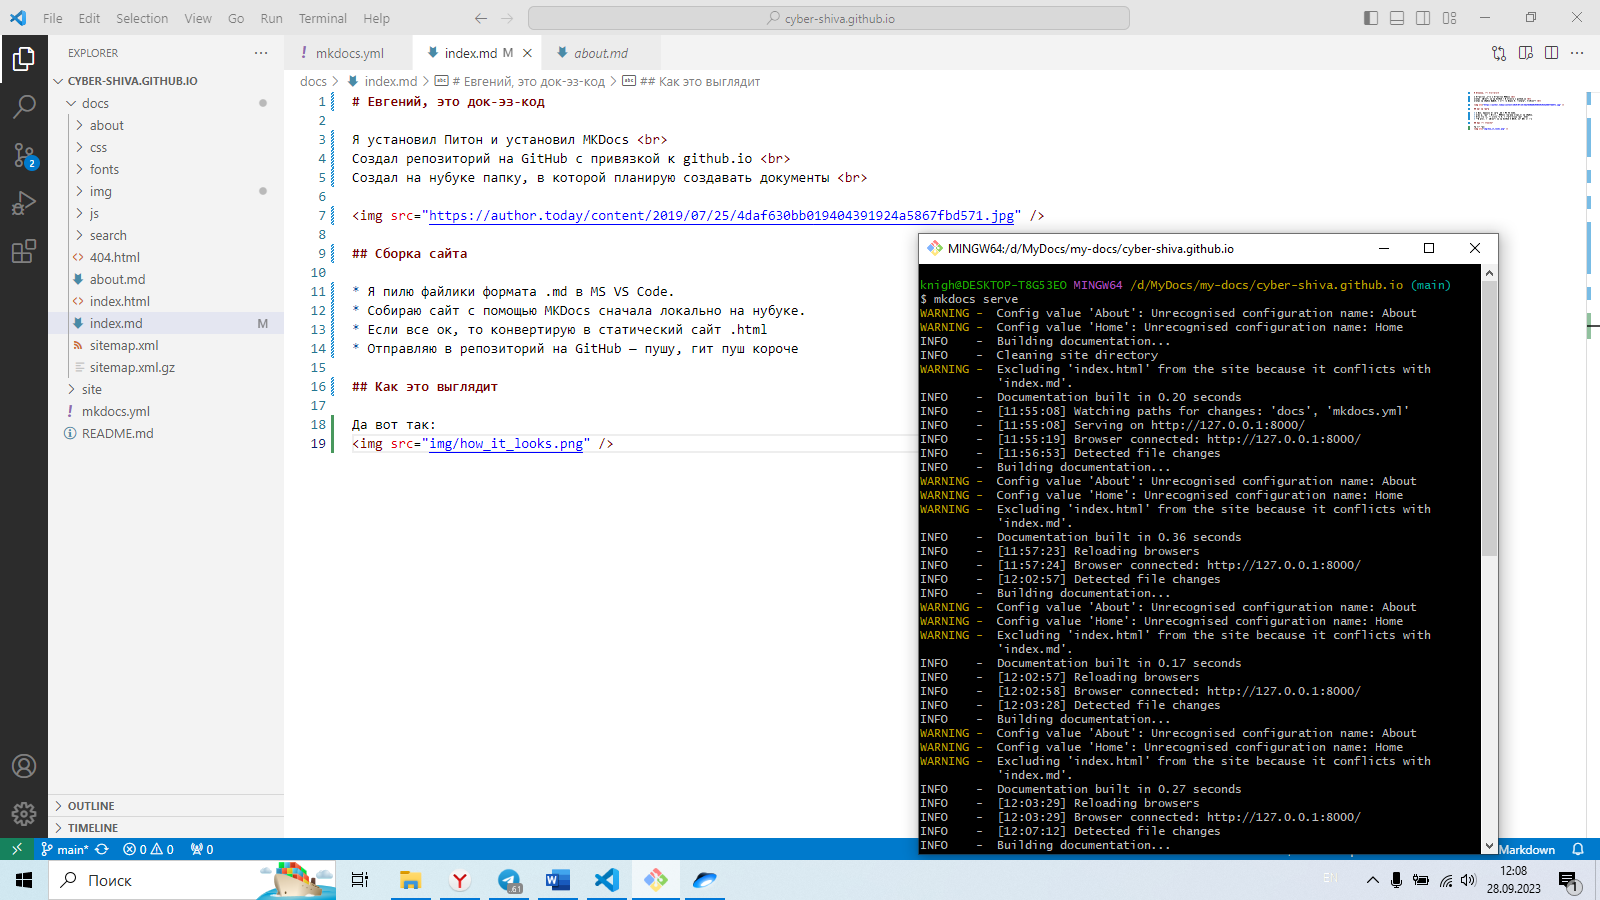 File Edit Selection View Go Run Terminal Help
cyber-shiva.github.io
EXPLORER
CYBER-SHIVA.GITHUB.IO
docs
about
css
fonts
img
js
search
404.html
about.md
index.html
index.md M
sitemap.xml
sitemap.xml.gz
site
mkdocs.yml
README.md
OUTLINE
TIMELINE
2
mkdocs.yml
index.md M
about.md
docs > index.md > # Евгений, это док-эз-код > ## Как это выглядит
1 # Евгений, это док-эз-код
2
3 Я установил Питон и установил MKDocs <br>
4 Создал репозиторий на GitHub с привязкой к github.io <br>
5 Создал на нубуке папку, в которой планирую создавать документы <br>
6
7 <img src="https://author.today/content/2019/07/25/4daf630bb019404391924a5867fbd571.jpg" />
8
9 ## Сборка сайта
10
11 * Я пилю файлики формата .md в MS VS Code.
12 * Собираю сайт с помощью MKDocs сначала локально на нубуке.
13 * Если все ок, то конвертирую в статический сайт .html
14 * Отправляю в репозиторий на GitHub — пушу, гит пуш короче
15
16 ## Как это выглядит
17
18 Да вот так:
19 <img src="img/how_it_looks.png" />
MINGW64:/d/MyDocs/my-docs/cyber-shiva.github.io
knigh@DESKTOP-T8G53EO MINGW64 /d/MyDocs/my-docs/cyber-shiva.github.io (main)
$ mkdocs serve
WARNING - Config value 'About': Unrecognised configuration name: About
WARNING - Config value 'Home': Unrecognised configuration name: Home
INFO - Building documentation...
INFO - Cleaning site directory
WARNING - Excluding 'index.html' from the site because it conflicts with
'index.md'.
INFO - Documentation built in 0.20 seconds
INFO - [11:55:08] Watching paths for changes: 'docs', 'mkdocs.yml'
INFO - [11:55:08] Serving on http://127.0.0.1:8000/
INFO - [11:55:19] Browser connected: http://127.0.0.1:8000/
INFO - [11:56:53] Detected file changes
INFO - Building documentation...
WARNING - Config value 'About': Unrecognised configuration name: About
WARNING - Config value 'Home': Unrecognised configuration name: Home
WARNING - Excluding 'index.html' from the site because it conflicts with
'index.md'.
INFO - Documentation built in 0.36 seconds
INFO - [11:57:23] Reloading browsers
INFO - [11:57:24] Browser connected: http://127.0.0.1:8000/
INFO - [12:02:57] Detected file changes
INFO - Building documentation...
WARNING - Config value 'About': Unrecognised configuration name: About
WARNING - Config value 'Home': Unrecognised configuration name: Home
WARNING - Excluding 'index.html' from the site because it conflicts with
'index.md'.
INFO - Documentation built in 0.17 seconds
INFO - [12:02:57] Reloading browsers
INFO - [12:02:58] Browser connected: http://127.0.0.1:8000/
INFO - [12:03:28] Detected file changes
INFO - Building documentation...
WARNING - Config value 'About': Unrecognised configuration name: About
WARNING - Config value 'Home': Unrecognised configuration name: Home
WARNING - Excluding 'index.html' from the site because it conflicts with
'index.md'.
INFO - Documentation built in 0.27 seconds
INFO - [12:03:29] Reloading browsers
INFO - [12:03:29] Browser connected: http://127.0.0.1:8000/
INFO - [12:07:12] Detected file changes
INFO - Building documentation...
main* 0 0 0
Markdown
Поиск
61
12:08
28.09.2023
1